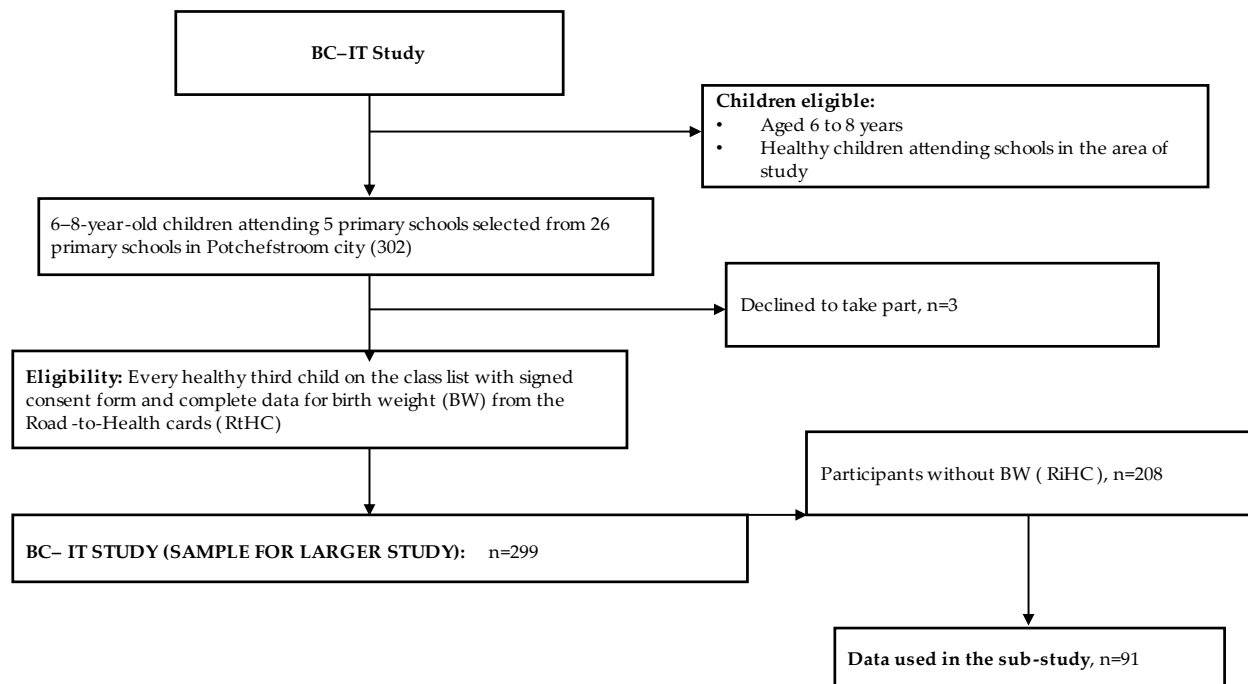 BC–IT Study
Children eligible:
• Aged 6 to 8 years
• Healthy children attending schools in the area of
study
6–8-year-old children attending 5 primary schools selected from 26
primary schools in Potchefstroom city (302)
Declined to take part, n=3
Eligibility: Every healthy third child on the class list with signed
consent form and complete data for birth weight (BW) from the
Road -to-Health cards (RtHC)
Participants without BW ( RiHC ), n=208
BC– IT STUDY (SAMPLE FOR LARGER STUDY): n=299
Data used in the sub-study, n=91